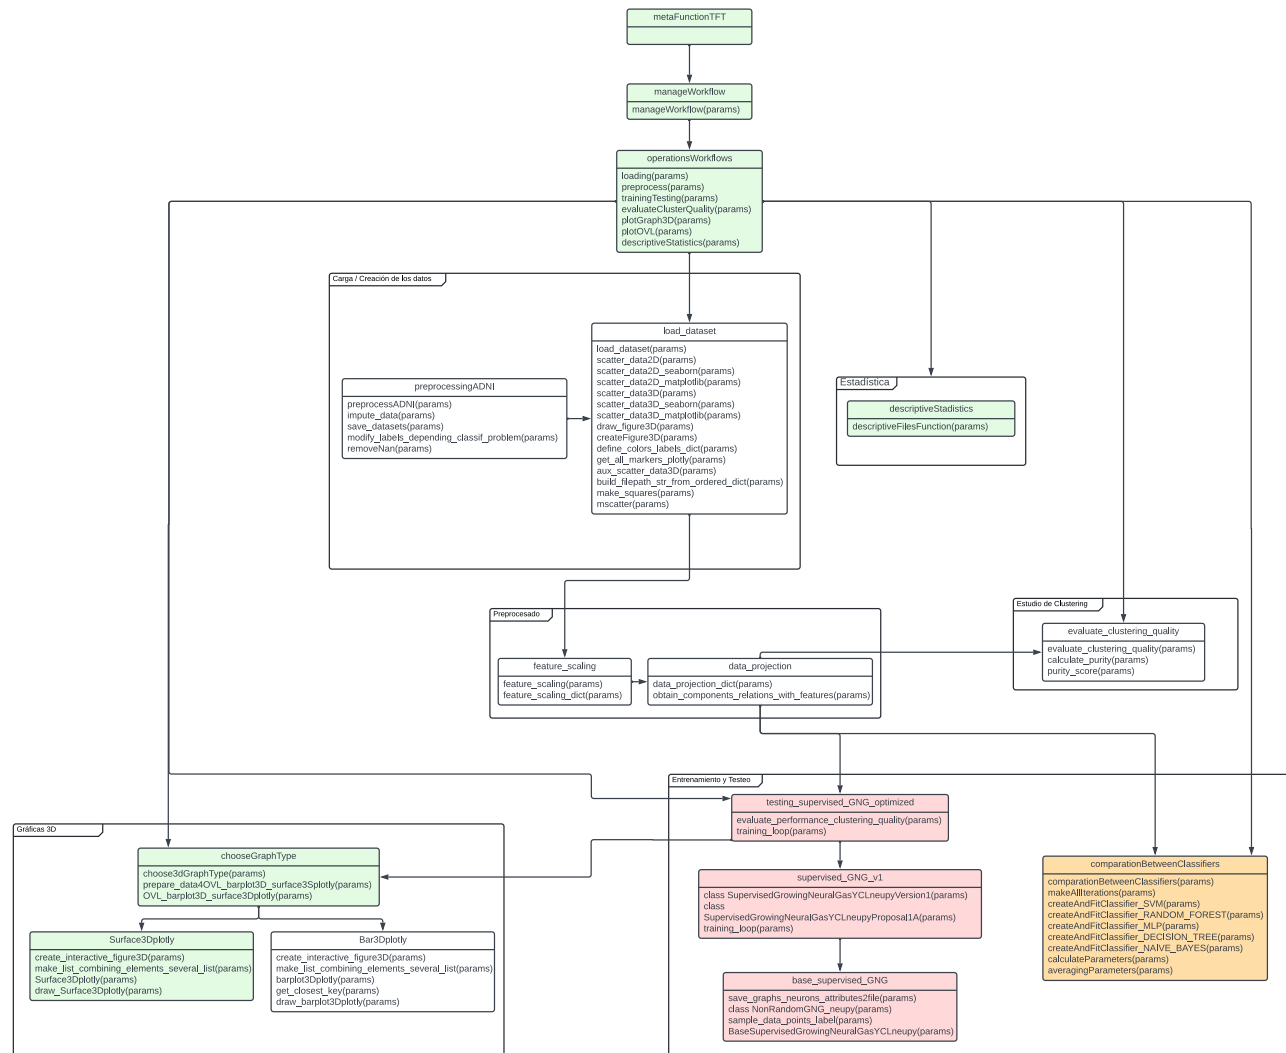 metaFunctionTFT
manageWorkflow
manageWorkflow(params)
operationsWorkflows
loading(params)
preprocess(params)
trainingTesting(params)
evaluateClusterQuality(params)
plotGraph3D(params)
plotOVL(params)
descriptiveStatistics(params)
Carga / Creación de los datos
load_dataset
load_dataset(params)
scatter_data2D(params)
scatter_data2D_seaborn(params)
scatter_data2D_matplotlib(params)
scatter_data3D(params)
scatter_data3D_seaborn(params)
scatter_data3D_matplotlib(params)
draw_figure3D(params)
createFigure3D(params)
define_colors_labels_dict(params)
get_all_markers_plotly(params)
aux_scatter_data3D(params)
build_filepath_str_from_ordered_dict(params)
make_squares(params)
mscatter(params)
preprocessingADNI
preprocessADNI(params)
impute_data(params)
save_datasets(params)
modify_labels_depending_classif_problem(params)
removeNan(params)
Estadística
descriptiveStadistics
descriptiveFilesFunction(params)
Preprocesado
feature_scaling
feature_scaling(params)
feature_scaling_dict(params)
data_projection
data_projection_dict(params)
obtain_components_relations_with_features(params)
Estudio de Clustering
evaluate_clustering_quality
evaluate_clustering_quality(params)
calculate_purity(params)
purity_score(params)
Entrenamiento y Testeo
testing_supervised_GNG_optimized
evaluate_performance_clustering_quality(params)
training_loop(params)
supervised_GNG_v1
class SupervisedGrowingNeuralGasYCLneupyVersion1(params)
class
SupervisedGrowingNeuralGasYCLneupyProposal1A(params)
training_loop(params)
base_supervised_GNG
save_graphs_neurons_attributes2file(params)
class NonRandomGNG_neupy(params)
sample_data_points_label(params)
BaseSupervisedGrowingNeuralGasYCLneupy(params)
comparationBetweenClassifiers
comparationBetweenClassifiers(params)
makeAllIterations(params)
createAndFitClassifier_SVM(params)
createAndFitClassifier_RANDOM_FOREST(params)
createAndFitClassifier_MLP(params)
createAndFitClassifier_DECISION_TREE(params)
createAndFitClassifier_NAIVE_BAYES(params)
calculateParameters(params)
averagingParameters(params)
Gráficas 3D
chooseGraphType
choose3dGraphType(params)
prepare_data4OVL_barplot3D_surface3Splotly(params)
OVL_barplot3D_surface3Dplotly(params)
Surface3Dplotly
create_interactive_figure3D(params)
make_list_combining_elements_several_list(params)
Surface3Dplotly(params)
draw_Surface3Dplotly(params)
Bar3Dplotly
create_interactive_figure3D(params)
make_list_combining_elements_several_list(params)
barplot3Dplotly(params)
get_closest_key(params)
draw_barplot3Dplotly(params)